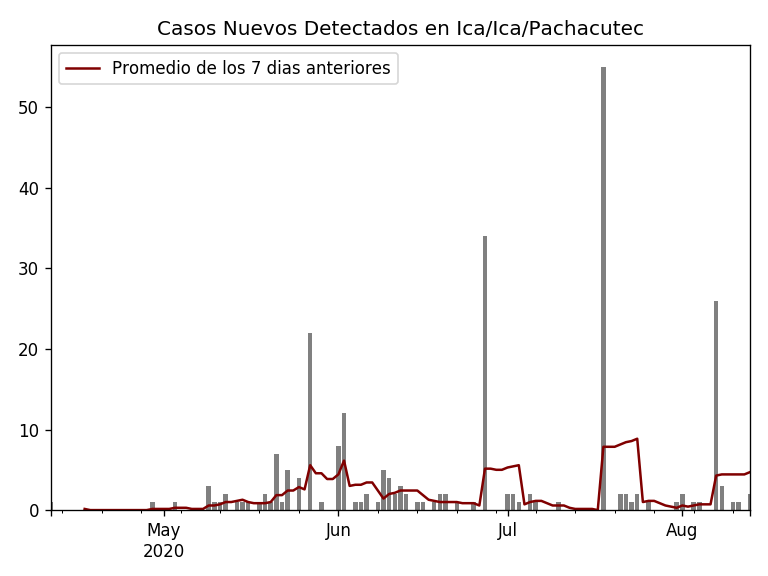 Casos Nuevos Detectados en Ica/Ica/Pachacutec
Promedio de los 7 dias anteriores
50
40
30
20
10
0
May
2020
Jun
Jul
Aug